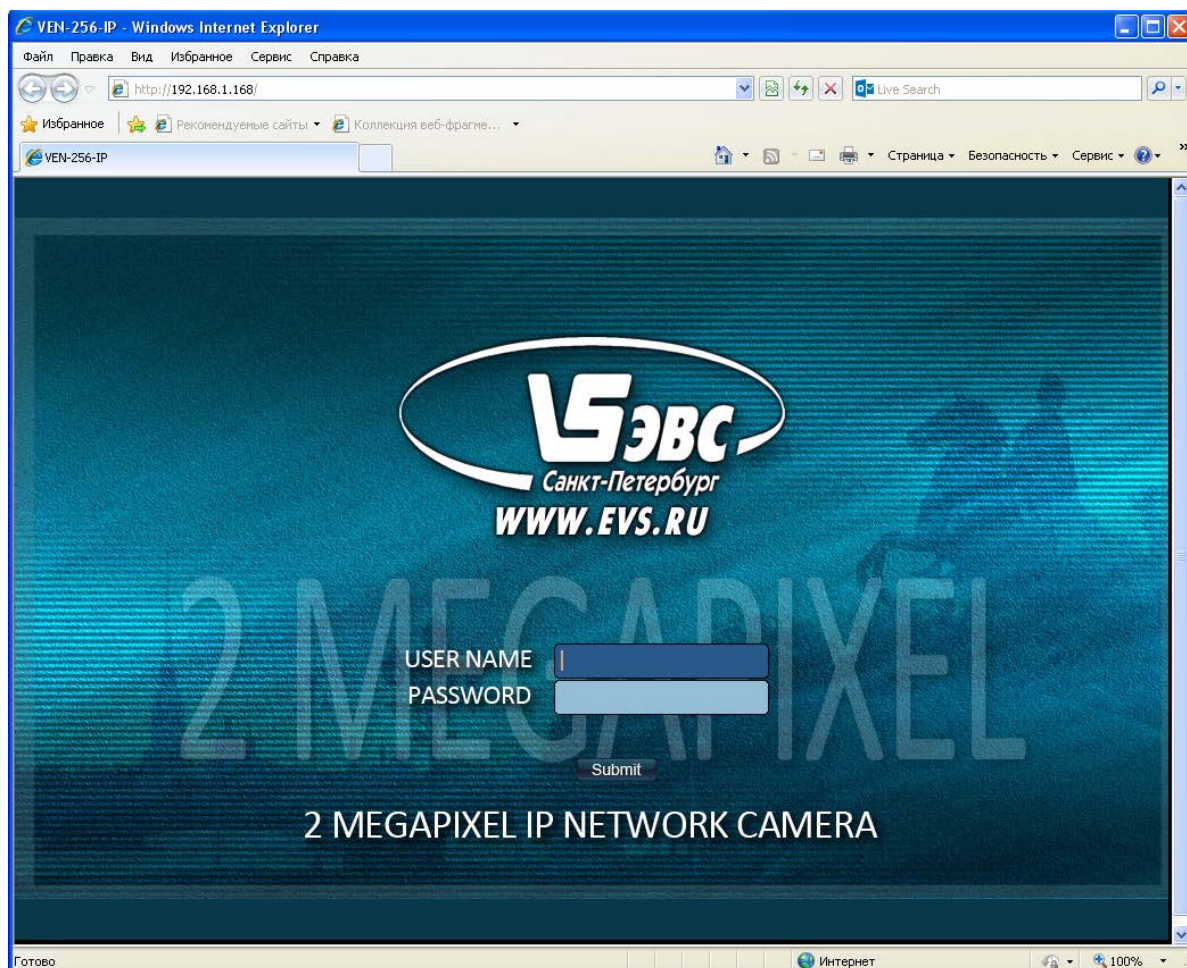 VEN-256-IP - Windows Internet Explorer
Файл Правка Вид Избранное Сервис Справка
http://192.168.1.168/
Live Search
Избранное Рекомендуемые сайты Коллекция веб-фрагме...
VEN-256-IP
Страница Безопасность Сервис
ЭВС
Санкт-Петербург
WWW.EVS.RU
2 MEGAPIXEL
USER NAME
PASSWORD
Submit
2 MEGAPIXEL IP NETWORK CAMERA
Готово Интернет 100%